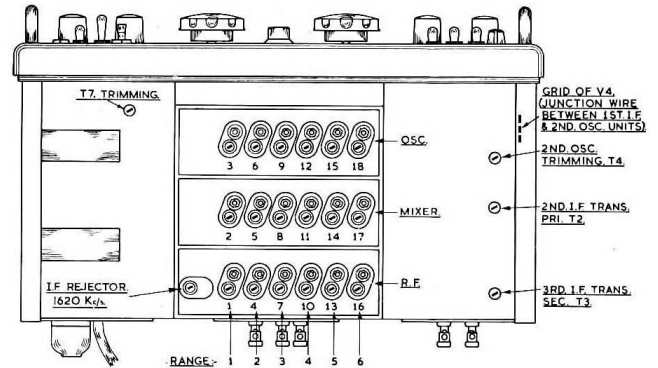 T7. TRIMMING.
GRID OF V4.
(JUNCTION WIRE
BETWEEN 1ST. I.F.
& 2ND. OSC. UNITS)
OSC.
3 6 9 12 15 18
2ND. OSC.
TRIMMING. T4.
MIXER.
2 5 8 11 14 17
2ND. I.F. TRANS.
PRI. T2.
I.F. REJECTOR.
1620 Kc/s.
R.F.
1 4 7 10 13 16
3RD. I.F. TRANS.
SEC. T3.
RANGE:- 1 2 3 4 5 6